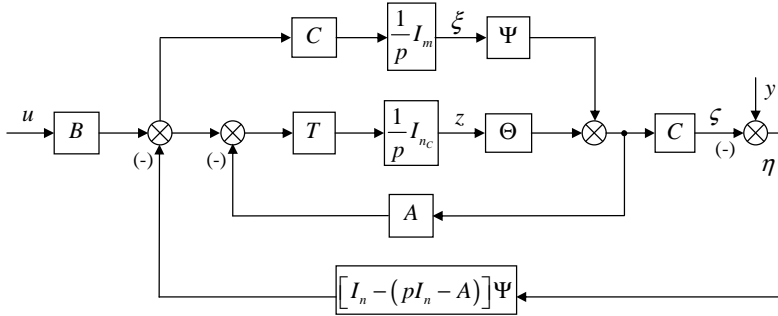 C
1/p I_m
ξ
Ψ
u
B
(-)
(-)
T
1/p I_{n_C}
z
Θ
C
ς
(-)
y
η
A
[I_n − (pI_n − A)]Ψ